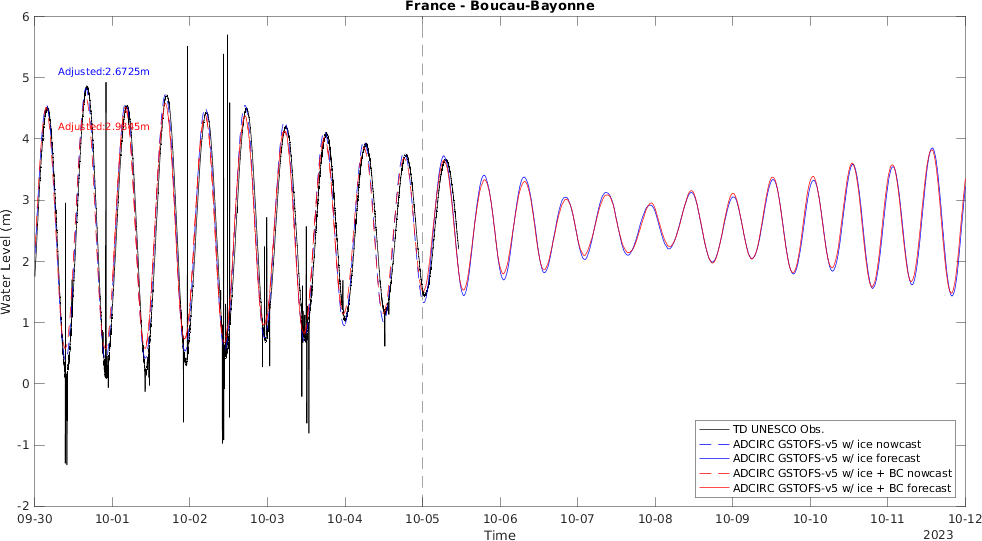 France - Boucau-Bayonne
6
5
4
3
2
1
0
-1
-2
Water Level (m)
Adjusted:2.6725m
TD UNESCO Obs.
ADCIRC GSTOFS-v5 w/ ice nowcast
ADCIRC GSTOFS-v5 w/ ice forecast
ADCIRC GSTOFS-v5 w/ ice + BC nowcast
ADCIRC GSTOFS-v5 w/ ice + BC forecast
09-30 10-01 10-02 10-03 10-04 10-05 10-06 10-07 10-08 10-09 10-10 10-11 10-12
Time
2023